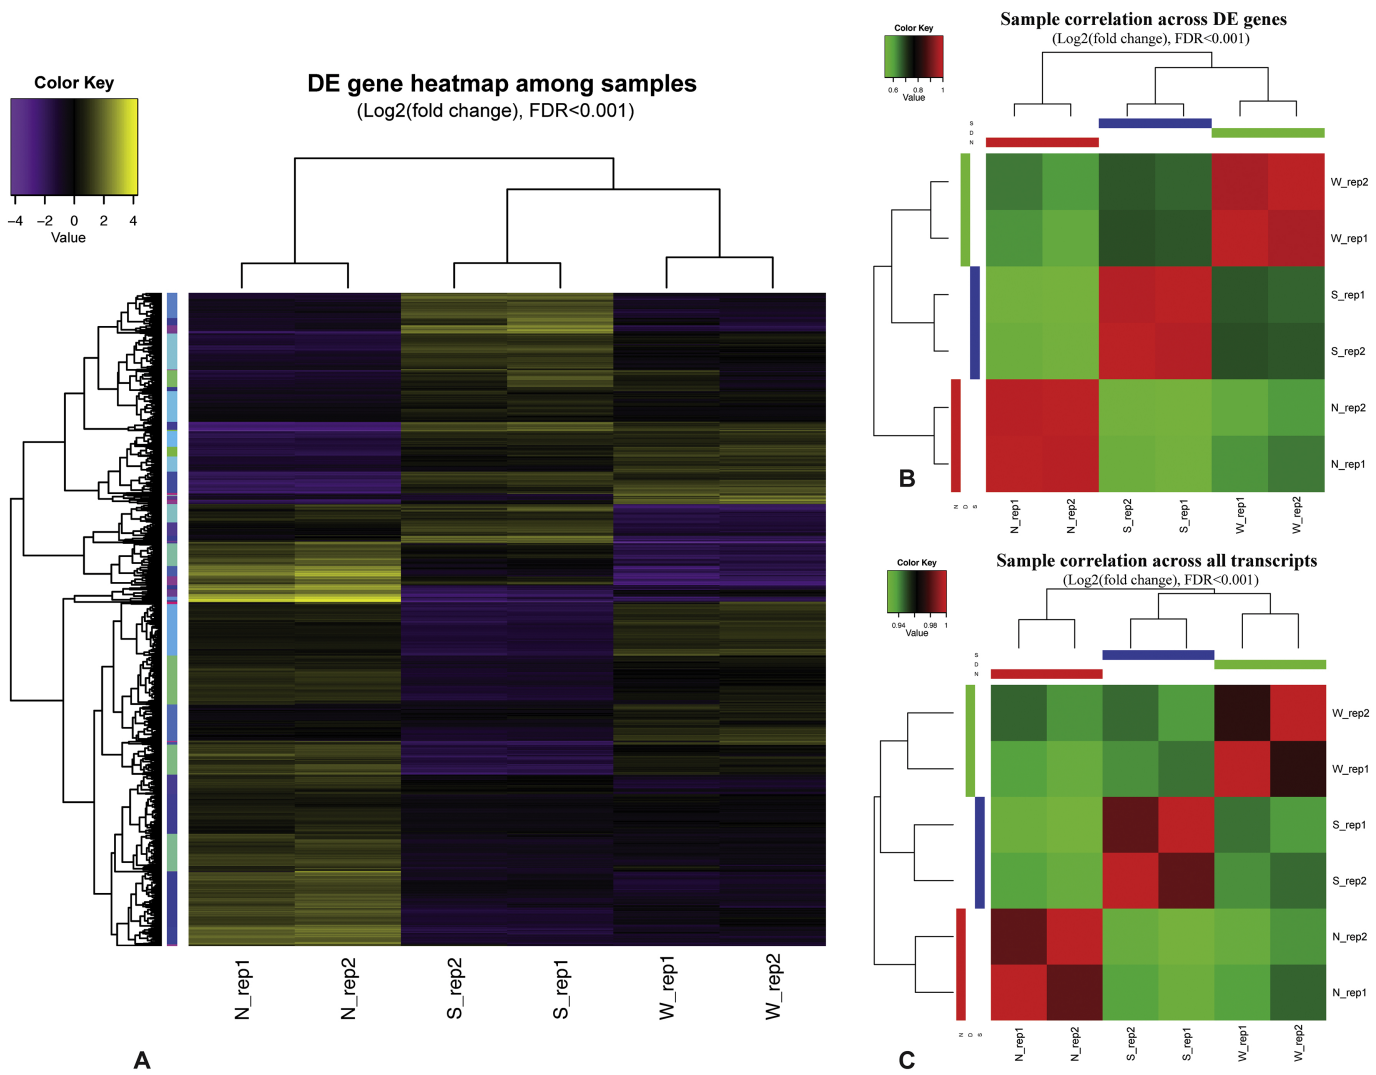 Color Key
−4 −2 0 2 4
Value
DE gene heatmap among samples
(Log2(fold change), FDR<0.001)
N_rep1
N_rep2
S_rep2
S_rep1
W_rep1
W_rep2
A
Color Key
0.6 0.8 1
Value
Sample correlation across DE genes
(Log2(fold change), FDR<0.001)
S
D
N
W_rep2
W_rep1
S_rep1
S_rep2
N_rep2
N_rep1
N D S
N_rep1
N_rep2
S_rep2
S_rep1
W_rep1
W_rep2
B
Color Key
0.94 0.98 1
Value
Sample correlation across all transcripts
(Log2(fold change), FDR<0.001)
S
D
N
W_rep2
W_rep1
S_rep1
S_rep2
N_rep2
N_rep1
N D S
N_rep1
N_rep2
S_rep2
S_rep1
W_rep1
W_rep2
C